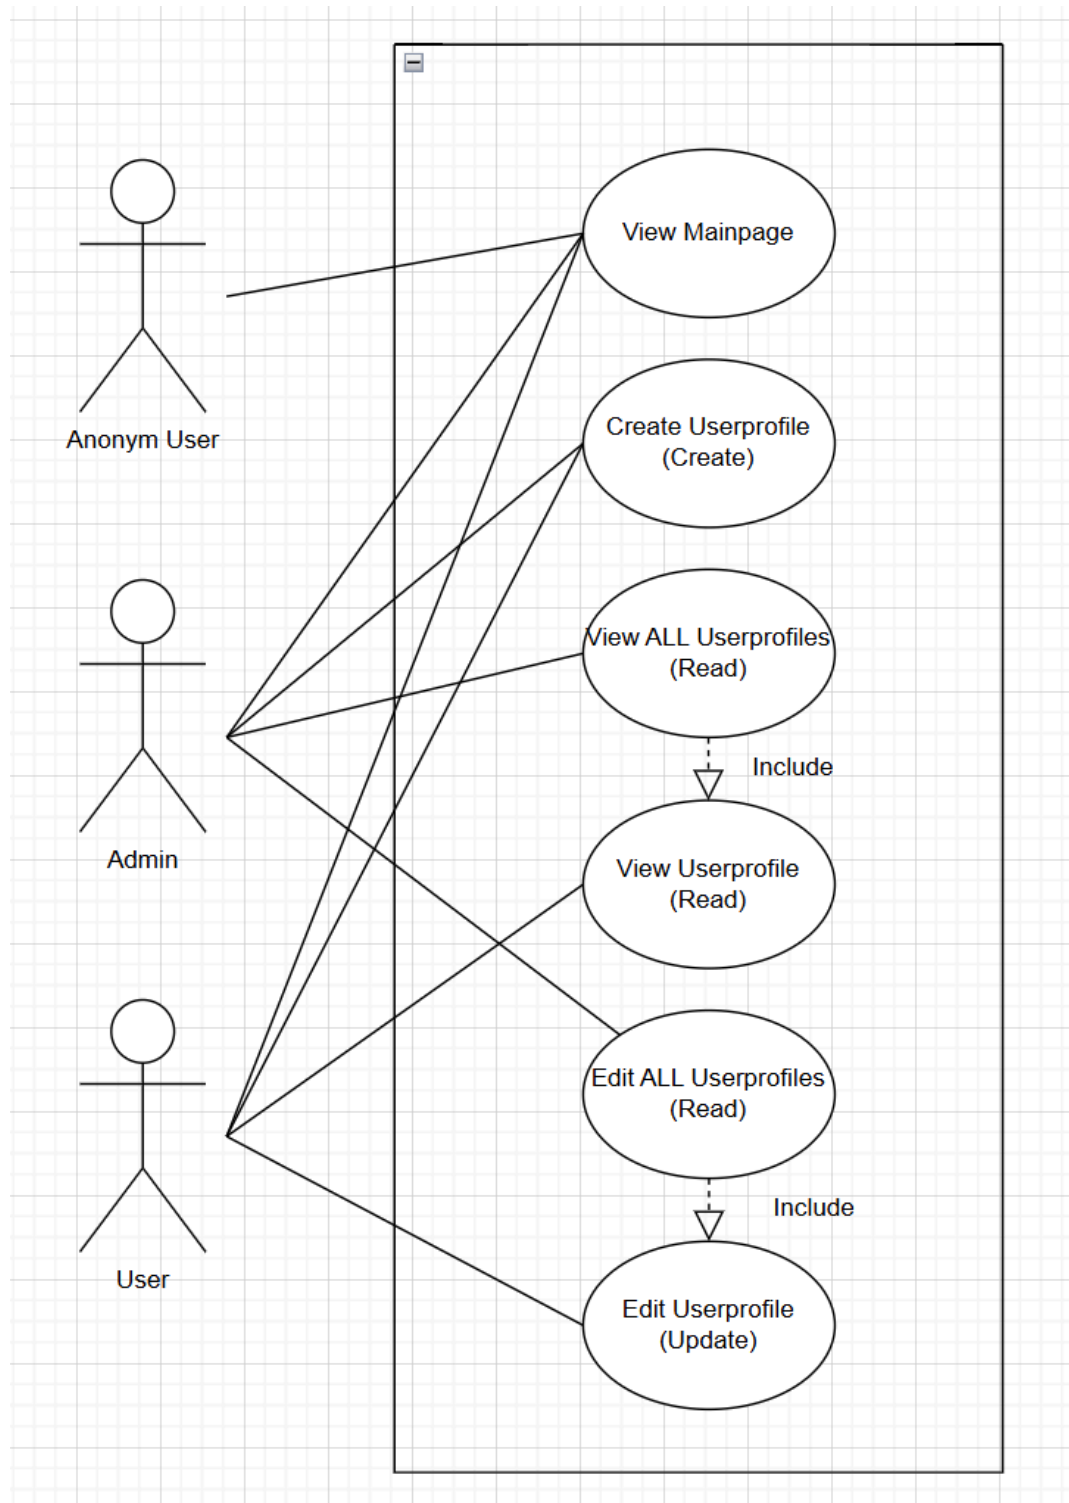 View Mainpage
Anonym User
Create Userprofile
(Create)
View ALL Userprofiles
(Read)
Include
Admin
View Userprofile
(Read)
Edit ALL Userprofiles
(Read)
Include
User
Edit Userprofile
(Update)